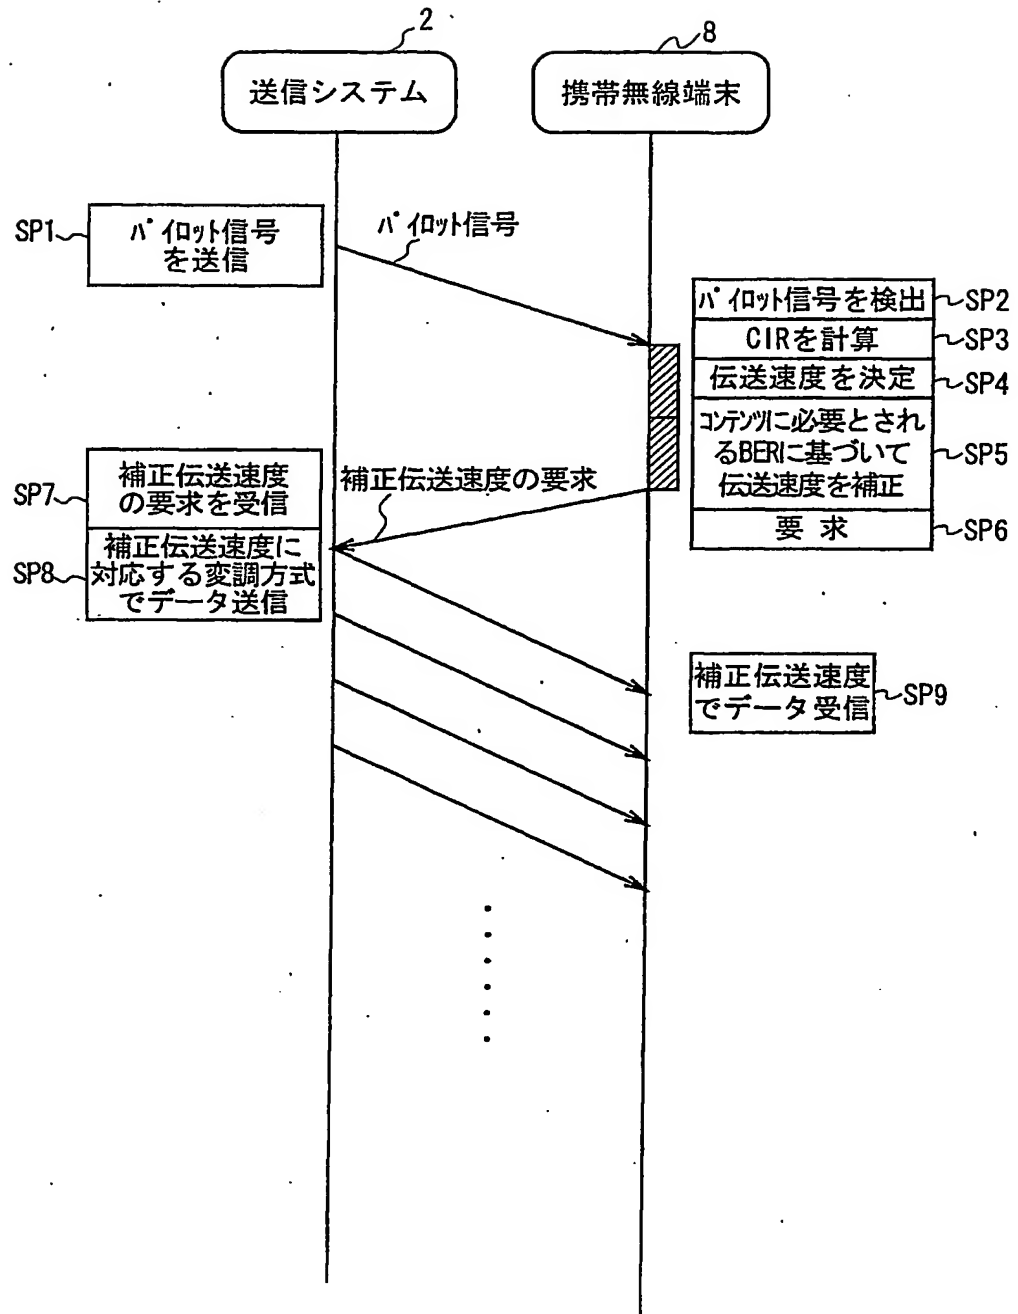 2
8
送信システム
携帯無線端末
SP1
パイロット信号
を送信
パイロット信号
パイロット信号を検出
SP2
CIRを計算
SP3
伝送速度を決定
SP4
コンテンツに必要とされ
るBERに基づいて
伝送速度を補正
SP5
要 求
SP6
補正伝送速度の要求
SP7
補正伝送速度
の要求を受信
SP8
補正伝送速度に
対応する変調方式
でデータ送信
補正伝送速度
でデータ受信
SP9